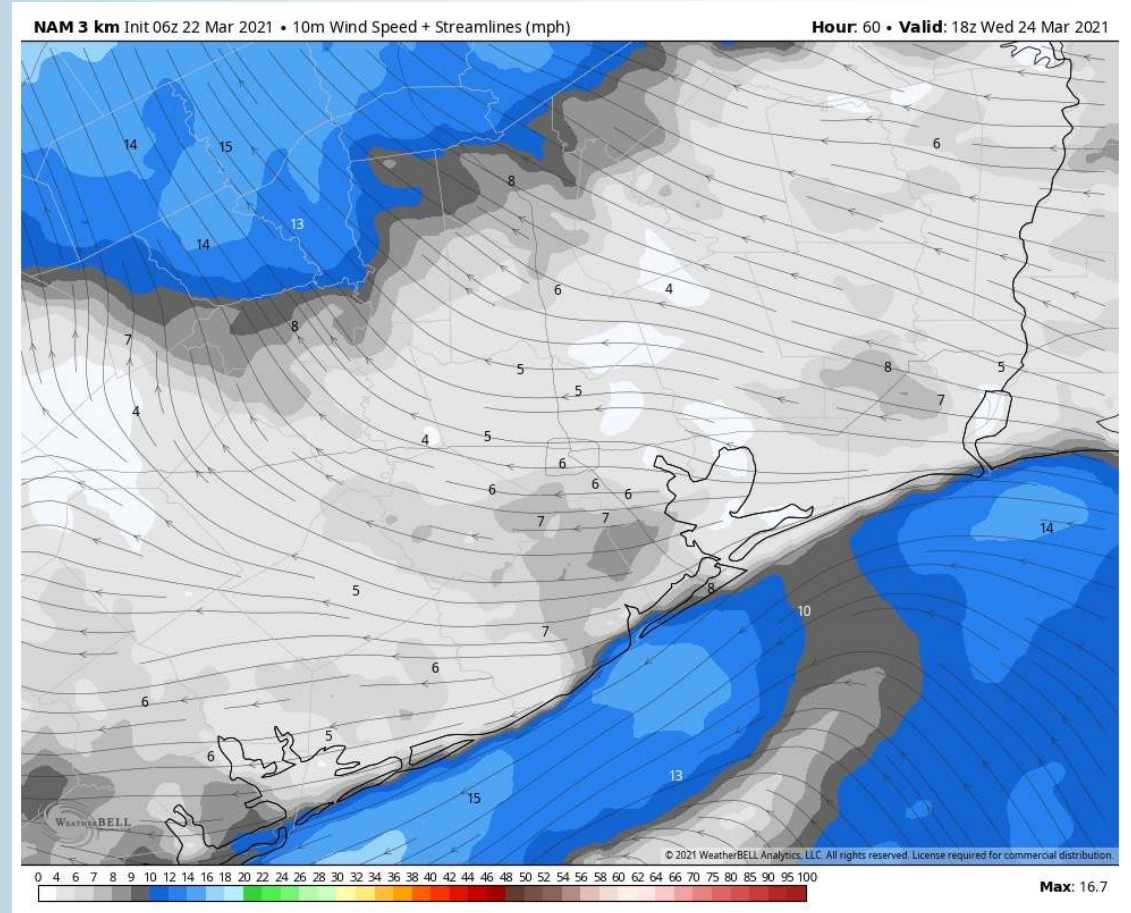 NAM 3 km Init 06z 22 Mar 2021 • 10m Wind Speed + Streamlines (mph) Hour: 60 • Valid: 18z Wed 24 Mar 2021
6
14 15
8
13
14
6 4
8
7
5 8 5
5 7
4
4 5
6
6 6 6
7 7 14
5 8
10
7
6
6
5
6
13
15
WEATHERBELL
© 2021 WeatherBELL Analytics, LLC. All rights reserved. License required for commercial distribution.
0 4 6 7 8 9 10 12 14 16 18 20 22 24 26 28 30 32 34 36 38 40 42 44 46 48 50 52 54 56 58 60 62 64 66 70 75 80 85 90 95 100
Max: 16.7